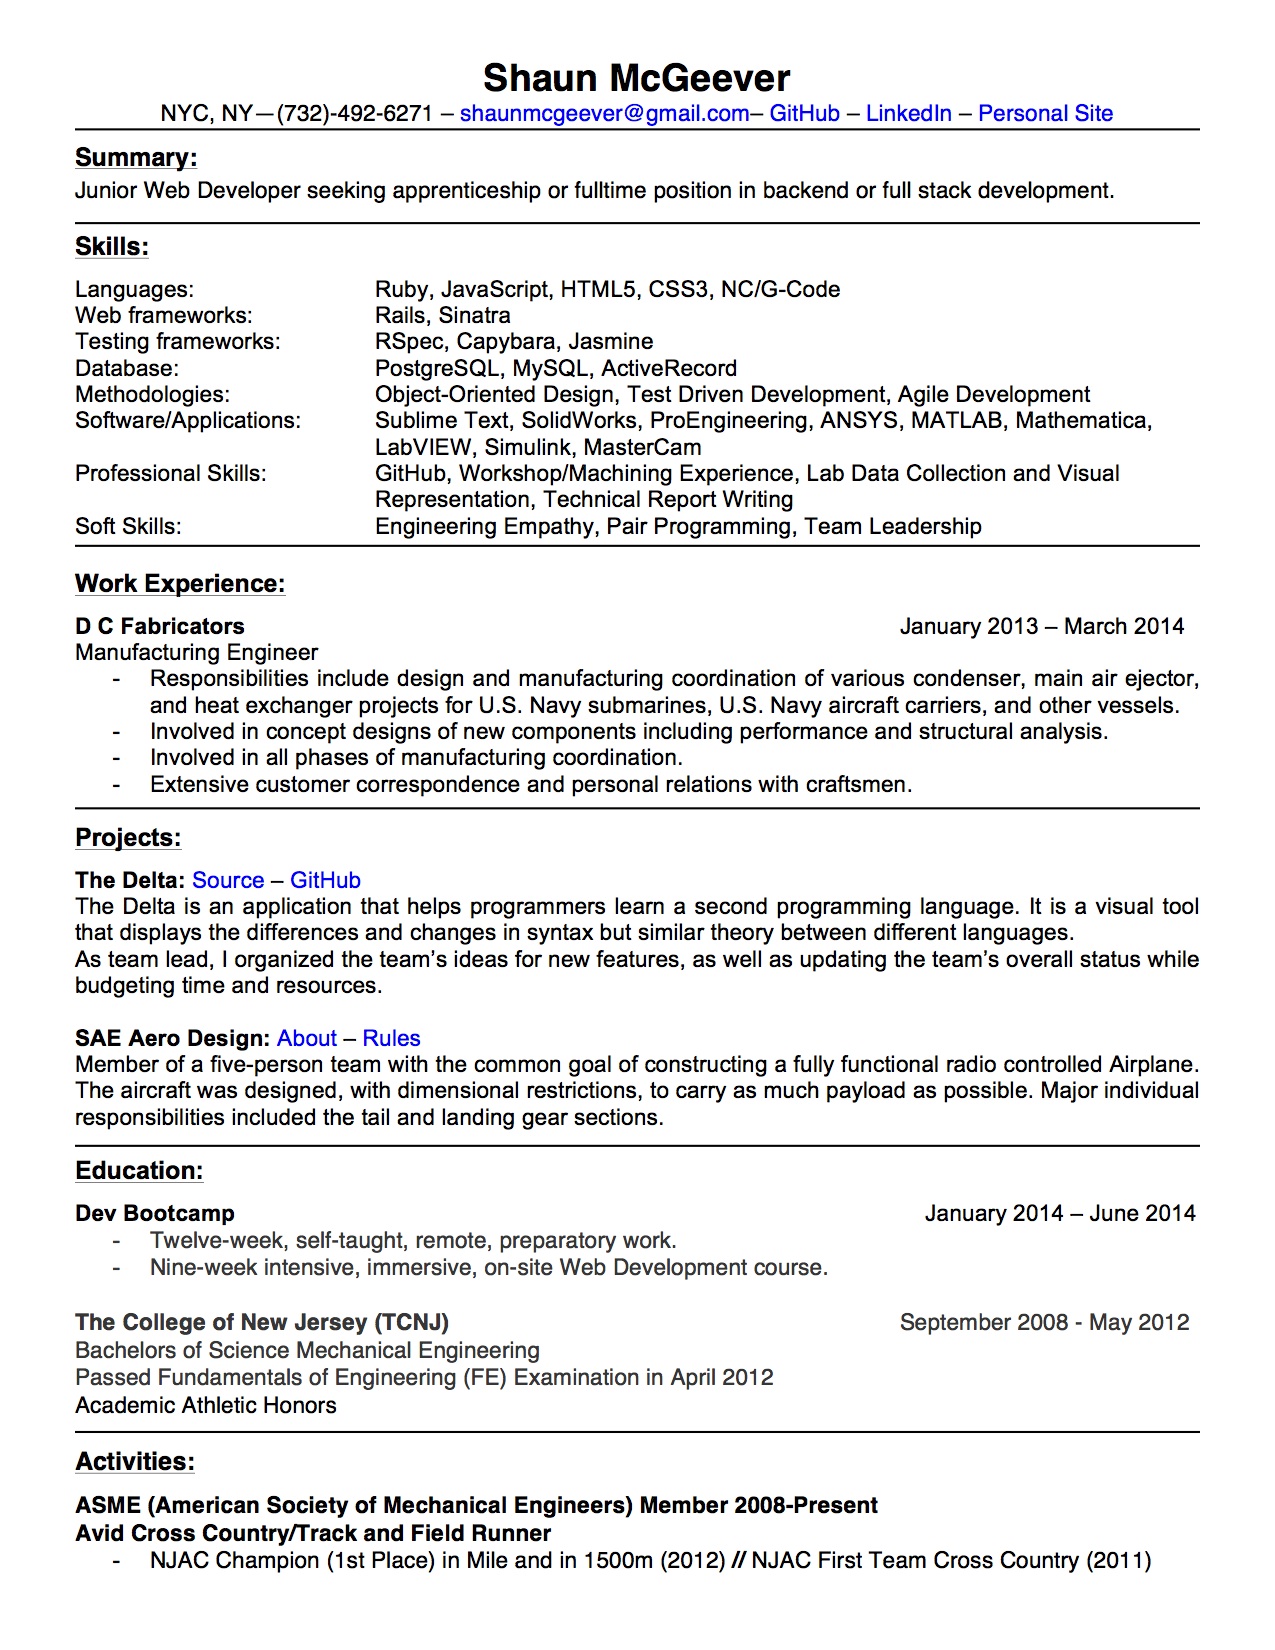 Shaun McGeever
NYC, NY—(732)-492-6271 – shaunmcgeever@gmail.com– GitHub – LinkedIn – Personal Site
Summary:
Junior Web Developer seeking apprenticeship or fulltime position in backend or full stack development.
Skills:
Languages: Ruby, JavaScript, HTML5, CSS3, NC/G-Code
Web frameworks: Rails, Sinatra
Testing frameworks: RSpec, Capybara, Jasmine
Database: PostgreSQL, MySQL, ActiveRecord
Methodologies: Object-Oriented Design, Test Driven Development, Agile Development
Software/Applications: Sublime Text, SolidWorks, ProEngineering, ANSYS, MATLAB, Mathematica,
LabVIEW, Simulink, MasterCam
Professional Skills: GitHub, Workshop/Machining Experience, Lab Data Collection and Visual
Representation, Technical Report Writing
Soft Skills: Engineering Empathy, Pair Programming, Team Leadership
Work Experience:
D C Fabricators January 2013 – March 2014
Manufacturing Engineer
- Responsibilities include design and manufacturing coordination of various condenser, main air ejector,
and heat exchanger projects for U.S. Navy submarines, U.S. Navy aircraft carriers, and other vessels.
- Involved in concept designs of new components including performance and structural analysis.
- Involved in all phases of manufacturing coordination.
- Extensive customer correspondence and personal relations with craftsmen.
Projects:
The Delta: Source – GitHub
The Delta is an application that helps programmers learn a second programming language. It is a visual tool
that displays the differences and changes in syntax but similar theory between different languages.
As team lead, I organized the team’s ideas for new features, as well as updating the team’s overall status while
budgeting time and resources.
SAE Aero Design: About – Rules
Member of a five-person team with the common goal of constructing a fully functional radio controlled Airplane.
The aircraft was designed, with dimensional restrictions, to carry as much payload as possible. Major individual
responsibilities included the tail and landing gear sections.
Education:
Dev Bootcamp January 2014 – June 2014
- Twelve-week, self-taught, remote, preparatory work.
- Nine-week intensive, immersive, on-site Web Development course.
The College of New Jersey (TCNJ) September 2008 - May 2012
Bachelors of Science Mechanical Engineering
Passed Fundamentals of Engineering (FE) Examination in April 2012
Academic Athletic Honors
Activities:
ASME (American Society of Mechanical Engineers) Member 2008-Present
Avid Cross Country/Track and Field Runner
- NJAC Champion (1st Place) in Mile and in 1500m (2012) // NJAC First Team Cross Country (2011)